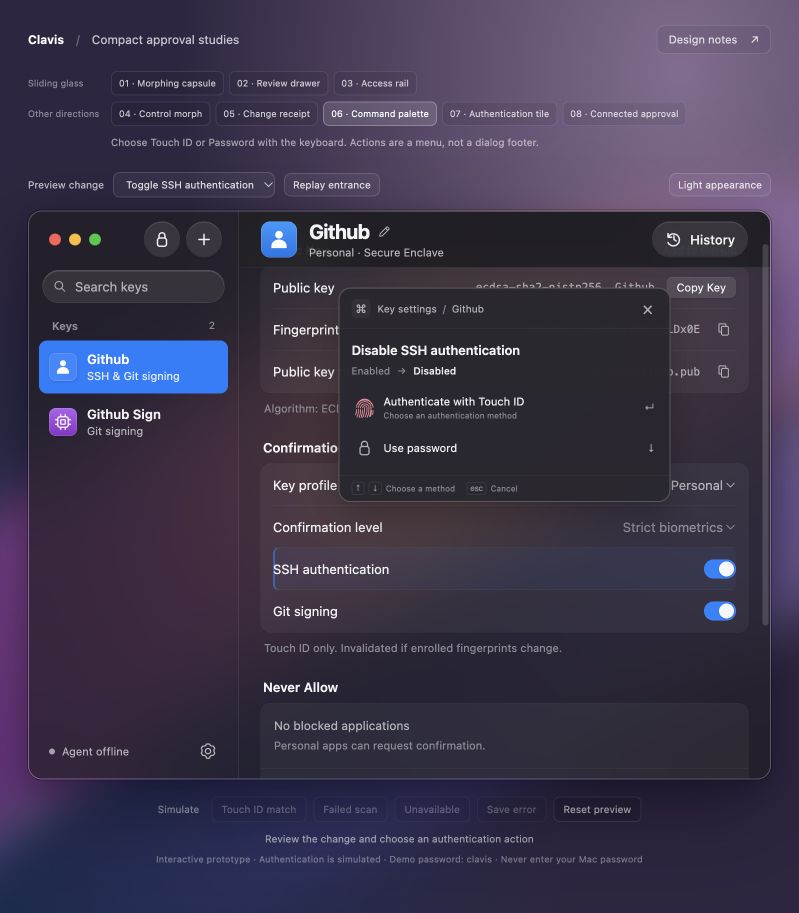 Clavis / Compact approval studies
Design notes ↗
Sliding glass 01 · Morphing capsule 02 · Review drawer 03 · Access rail
Other directions 04 · Control morph 05 · Change receipt 06 · Command palette 07 · Authentication tile 08 · Connected approval
Choose Touch ID or Password with the keyboard. Actions are a menu, not a dialog footer.
Preview change Toggle SSH authentication Replay entrance Light appearance
Search keys
Keys 2
Github
SSH & Git signing
Github Sign
Git signing
Agent offline
Github
Personal · Secure Enclave
History
Public key ecdsa-sha2-nistp256 Github Copy Key
Fingerprint LDx0E
Public key .pub
Algorithm: EC
⌘ Key settings / Github
Disable SSH authentication
Enabled → Disabled
Authenticate with Touch ID ↵
Choose an authentication method
Use password ↓
↑ ↓ Choose a method esc Cancel
Confirmatio
Key profile Personal
Confirmation level Strict biometrics
SSH authentication
Git signing
Touch ID only. Invalidated if enrolled fingerprints change.
Never Allow
No blocked applications
Personal apps can request confirmation.
Simulate Touch ID match Failed scan Unavailable Save error Reset preview
Review the change and choose an authentication action
Interactive prototype · Authentication is simulated · Demo password: clavis · Never enter your Mac password